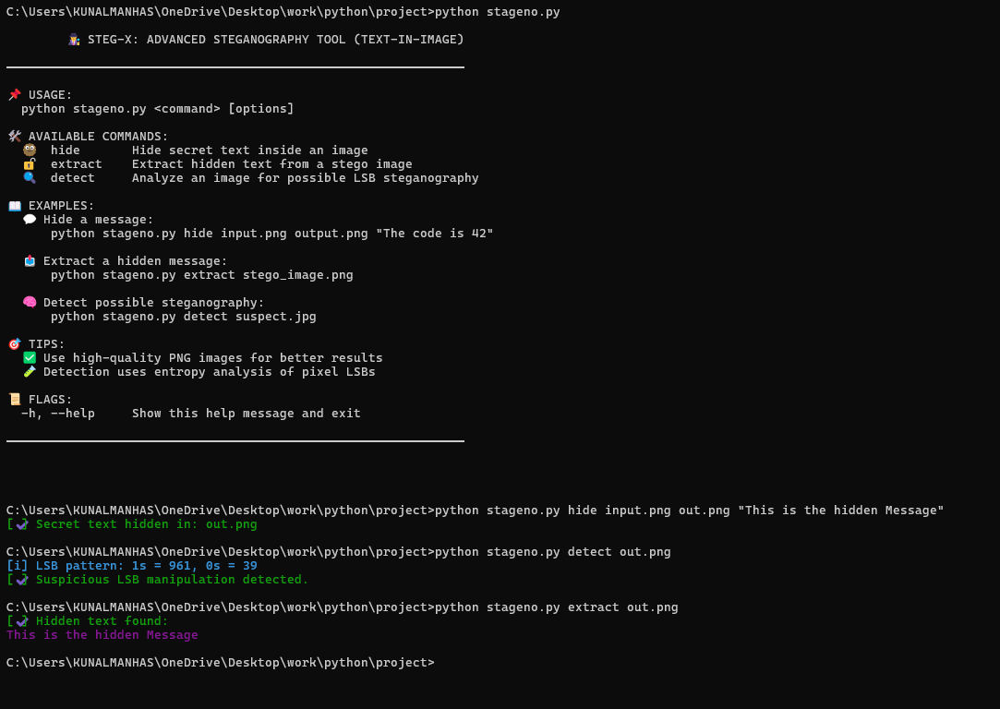 C:\Users\KUNALMANHAS\OneDrive\Desktop\work\python\project>python stageno.py
🕵️ STEG-X: ADVANCED STEGANOGRAPHY TOOL (TEXT-IN-IMAGE)
📌 USAGE:
python stageno.py <command> [options]
🛠️ AVAILABLE COMMANDS:
🙈 hide Hide secret text inside an image
🔓 extract Extract hidden text from a stego image
🔍 detect Analyze an image for possible LSB steganography
📖 EXAMPLES:
💬 Hide a message:
python stageno.py hide input.png output.png "The code is 42"
📤 Extract a hidden message:
python stageno.py extract stego_image.png
🧠 Detect possible steganography:
python stageno.py detect suspect.jpg
🎯 TIPS:
✅ Use high-quality PNG images for better results
🧪 Detection uses entropy analysis of pixel LSBs
📜 FLAGS:
-h, --help Show this help message and exit
C:\Users\KUNALMANHAS\OneDrive\Desktop\work\python\project>python stageno.py hide input.png out.png "This is the hidden Message"
[✔] Secret text hidden in: out.png
C:\Users\KUNALMANHAS\OneDrive\Desktop\work\python\project>python stageno.py detect out.png
[i] LSB pattern: 1s = 961, 0s = 39
[✔] Suspicious LSB manipulation detected.
C:\Users\KUNALMANHAS\OneDrive\Desktop\work\python\project>python stageno.py extract out.png
[✔] Hidden text found:
This is the hidden Message
C:\Users\KUNALMANHAS\OneDrive\Desktop\work\python\project>